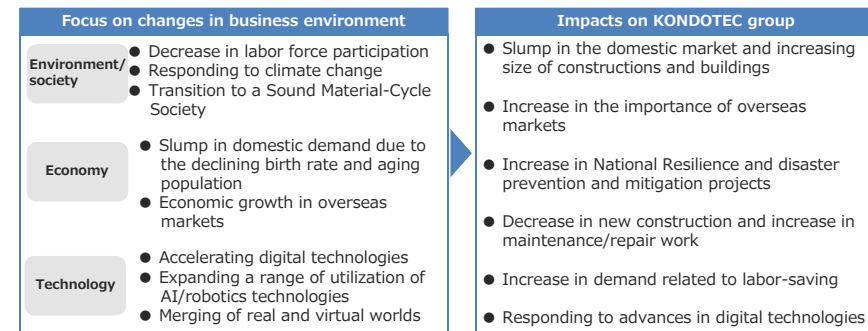 Focus on changes in business environment
Environment/
society
● Decrease in labor force participation
● Responding to climate change
● Transition to a Sound Material-Cycle
Society
Economy
● Slump in domestic demand due to
the declining birth rate and aging
population
● Economic growth in overseas
markets
Technology
● Accelerating digital technologies
● Expanding a range of utilization of
AI/robotics technologies
● Merging of real and virtual worlds
Impacts on KONDOTEC group
● Slump in the domestic market and increasing
size of constructions and buildings
● Increase in the importance of overseas
markets
● Increase in National Resilience and disaster
prevention and mitigation projects
● Decrease in new construction and increase in
maintenance/repair work
● Increase in demand related to labor-saving
● Responding to advances in digital technologies